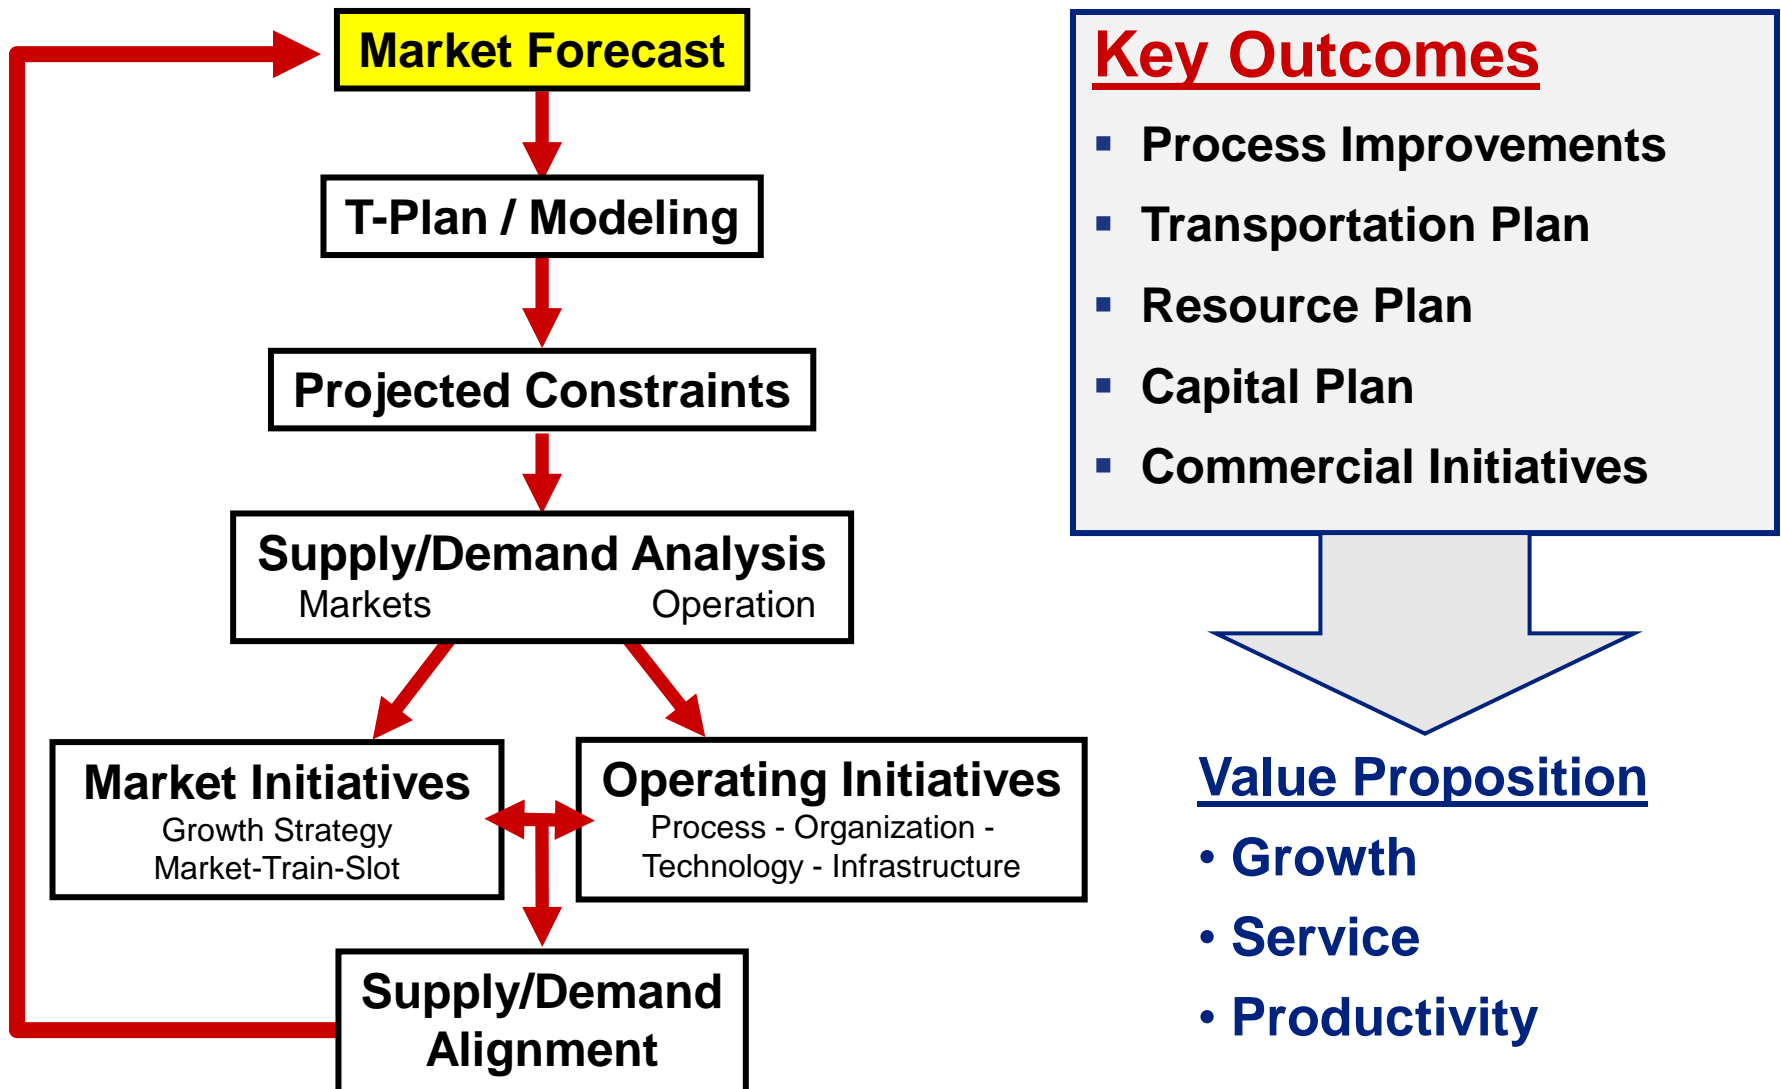 Market Forecast
T-Plan / Modeling
Projected Constraints
Supply/Demand Analysis
Markets Operation
Market Initiatives
Growth Strategy
Market-Train-Slot
Operating Initiatives
Process - Organization -
Technology - Infrastructure
Supply/Demand
Alignment
Key Outcomes
▪ Process Improvements
▪ Transportation Plan
▪ Resource Plan
▪ Capital Plan
▪ Commercial Initiatives
Value Proposition
• Growth
• Service
• Productivity